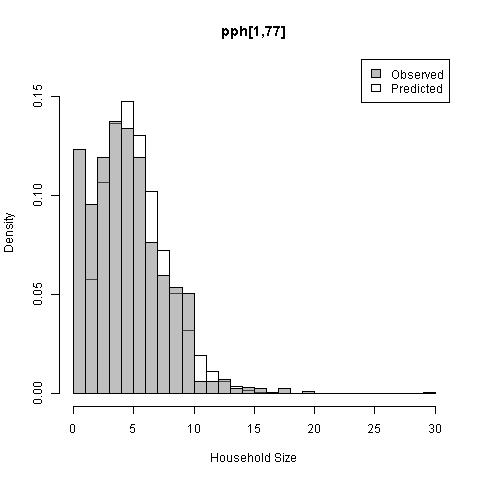 pph[1,77]
Observed
Predicted
0.15
0.10
0.05
0.00
Density
0 5 10 15 20 25 30
Household Size